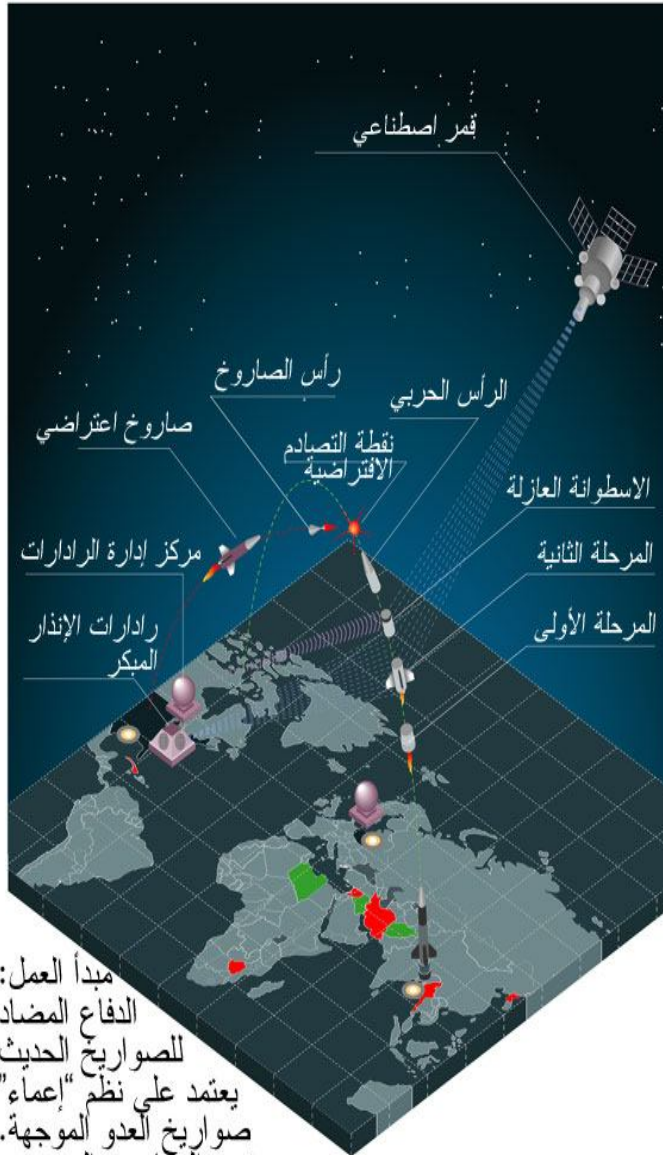 قمر اصطناعي
رأس الصاروخ
الرأس الحربي
صاروخ اعتراضي
نقطة التصادم
الافتراضية
الاسطوانة العازلة
مركز إدارة الرادارات
المرحلة الثانية
رادارات الإنذار
المبكر
المرحلة الأولى
مبدأ العمل:
الدفاع المضاد
للصواريخ الحديث
يعتمد على نظم "إعماء"
صواريخ العدو الموجهة.